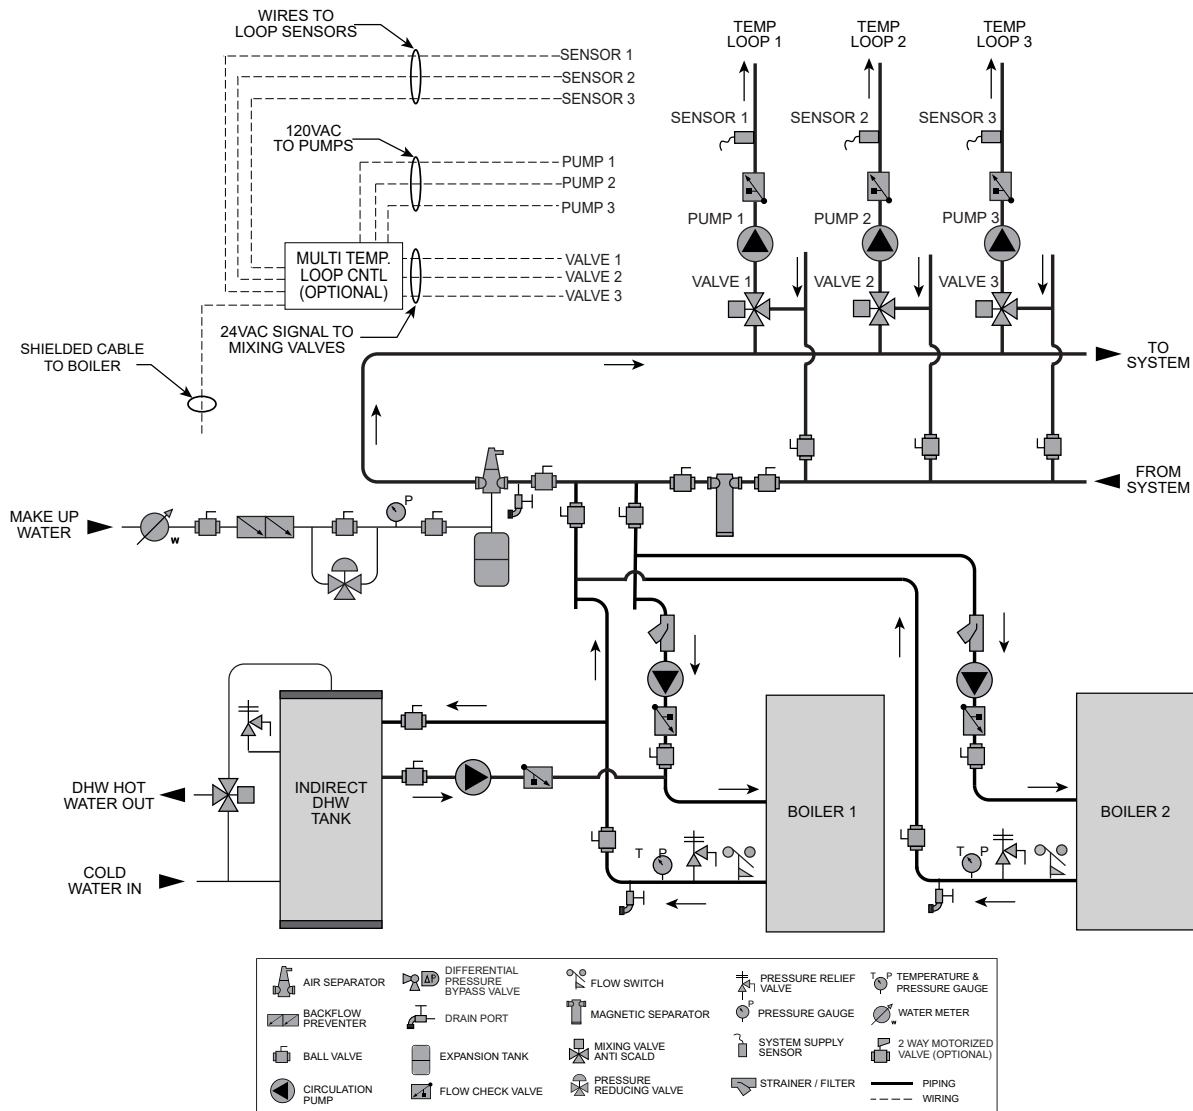 WIRES TO
LOOP SENSORS
SENSOR 1
SENSOR 2
SENSOR 3
120VAC
TO PUMPS
PUMP 1
PUMP 2
PUMP 3
MULTI TEMP.
LOOP CNTL
(OPTIONAL)
VALVE 1
VALVE 2
VALVE 3
24VAC SIGNAL TO
MIXING VALVES
SHIELDED CABLE
TO BOILER
TEMP
LOOP 1
TEMP
LOOP 2
TEMP
LOOP 3
SENSOR 1
SENSOR 2
SENSOR 3
PUMP 1
PUMP 2
PUMP 3
VALVE 1
VALVE 2
VALVE 3
TO
SYSTEM
FROM
SYSTEM
MAKE UP
WATER
W
P
INDIRECT
DHW
TANK
DHW HOT
WATER OUT
COLD
WATER IN
BOILER 1
T P
BOILER 2
T P
AIR SEPARATOR
BACKFLOW
PREVENTER
BALL VALVE
CIRCULATION
PUMP
ΔP
DIFFERENTIAL
PRESSURE
BYPASS VALVE
DRAIN PORT
EXPANSION TANK
FLOW CHECK VALVE
FLOW SWITCH
MAGNETIC SEPARATOR
MIXING VALVE
ANTI SCALD
PRESSURE
REDUCING VALVE
PRESSURE RELIEF
VALVE
P
PRESSURE GAUGE
SYSTEM SUPPLY
SENSOR
STRAINER / FILTER
T P
TEMPERATURE &
PRESSURE GAUGE
W
WATER METER
2 WAY MOTORIZED
VALVE (OPTIONAL)
PIPING
WIRING